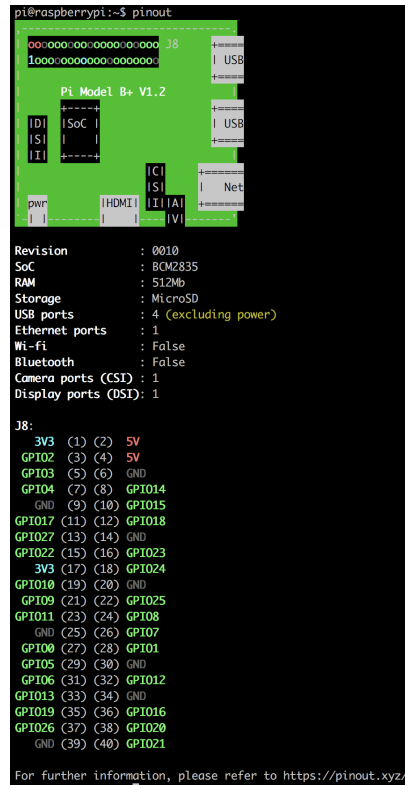 pi@raspberrypi:~$ pinout
oooooooooooooooooooo J8 +====
1ooooooooooooooooooo | USB
+====
Pi Model B+ V1.2 |
+----+ +====
|D| |SoC | | USB
|S| | | +====
|I| +----+ |
|C| +======
|S| | Net
pwr |HDMI| |I||A| +======
-| |--------| |----|V|-------'
Revision : 0010
SoC : BCM2835
RAM : 512Mb
Storage : MicroSD
USB ports : 4 (excluding power)
Ethernet ports : 1
Wi-fi : False
Bluetooth : False
Camera ports (CSI) : 1
Display ports (DSI): 1
J8:
3V3 (1) (2) 5V
GPIO2 (3) (4) 5V
GPIO3 (5) (6) GND
GPIO4 (7) (8) GPIO14
GND (9) (10) GPIO15
GPIO17 (11) (12) GPIO18
GPIO27 (13) (14) GND
GPIO22 (15) (16) GPIO23
3V3 (17) (18) GPIO24
GPIO10 (19) (20) GND
GPIO9 (21) (22) GPIO25
GPIO11 (23) (24) GPIO8
GND (25) (26) GPIO7
GPIO0 (27) (28) GPIO1
GPIO5 (29) (30) GND
GPIO6 (31) (32) GPIO12
GPIO13 (33) (34) GND
GPIO19 (35) (36) GPIO16
GPIO26 (37) (38) GPIO20
GND (39) (40) GPIO21
For further information, please refer to https://pinout.xyz/